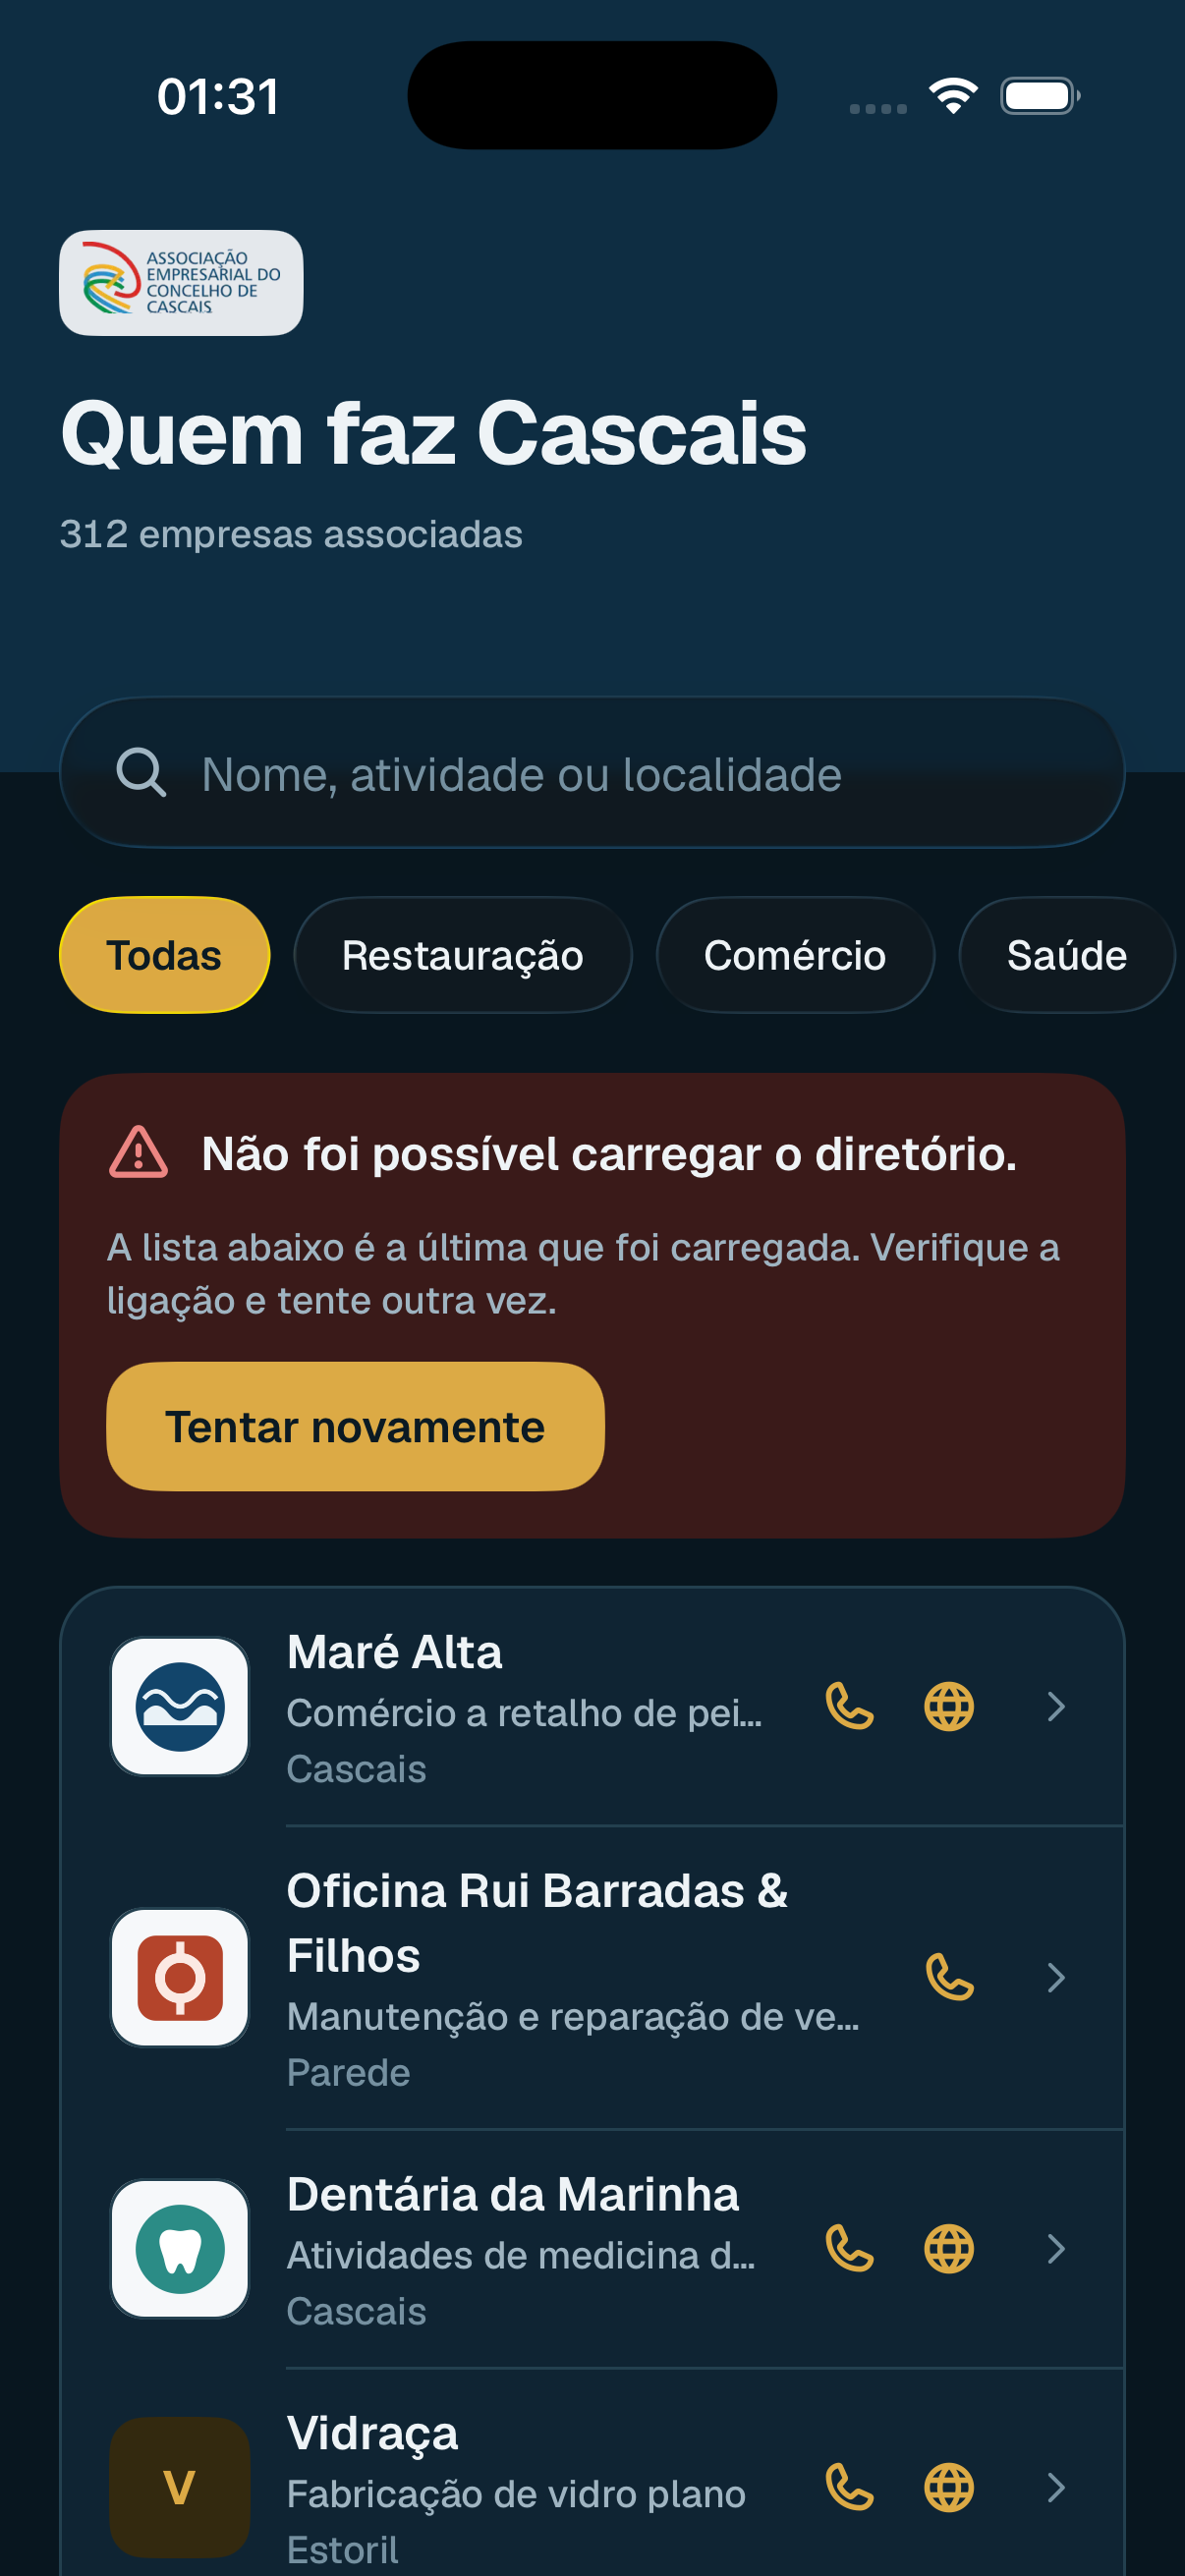 01:31
ASSOCIAÇÃO
EMPRESARIAL DO
CONCELHO DE
CASCAIS
Quem faz Cascais
312 empresas associadas
Nome, atividade ou localidade
Todas
Restauração
Comércio
Saúde
Não foi possível carregar o diretório.
A lista abaixo é a última que foi carregada. Verifique a
ligação e tente outra vez.
Tentar novamente
Maré Alta
Comércio a retalho de pei…
Cascais
Oficina Rui Barradas &
Filhos
Manutenção e reparação de ve…
Parede
Dentária da Marinha
Atividades de medicina d…
Cascais
V
Vidraça
Fabricação de vidro plano
Estoril